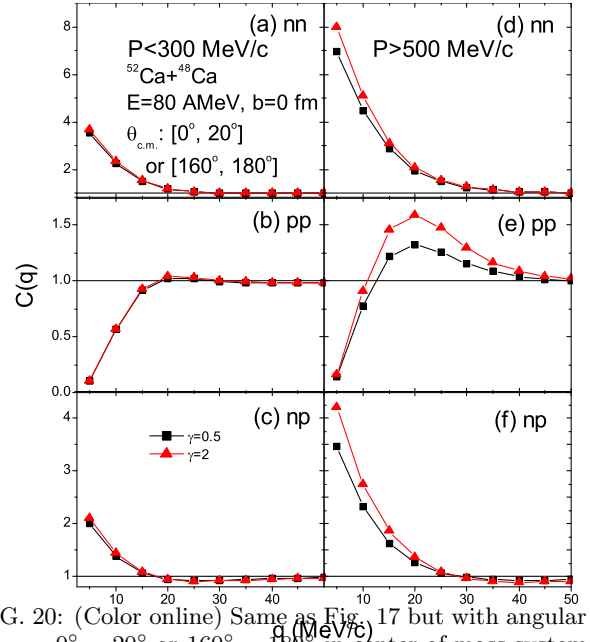 (a) nn
(d) nn
P<300 MeV/c
P>500 MeV/c
⁵²Ca+⁴⁸Ca
E=80 AMeV, b=0 fm
θc.m.: [0°, 20°]
or [160°, 180°]
8
6
4
2
(b) pp
(e) pp
1.5
1.0
0.5
0.0
C(q)
(c) np
(f) np
γ=0.5
γ=2
4
3
2
1
10 20 30 40 50 10 20 30 40 50
q (MeV/c)
G. 20: (Color online) Same as Fig. 17 but with angular